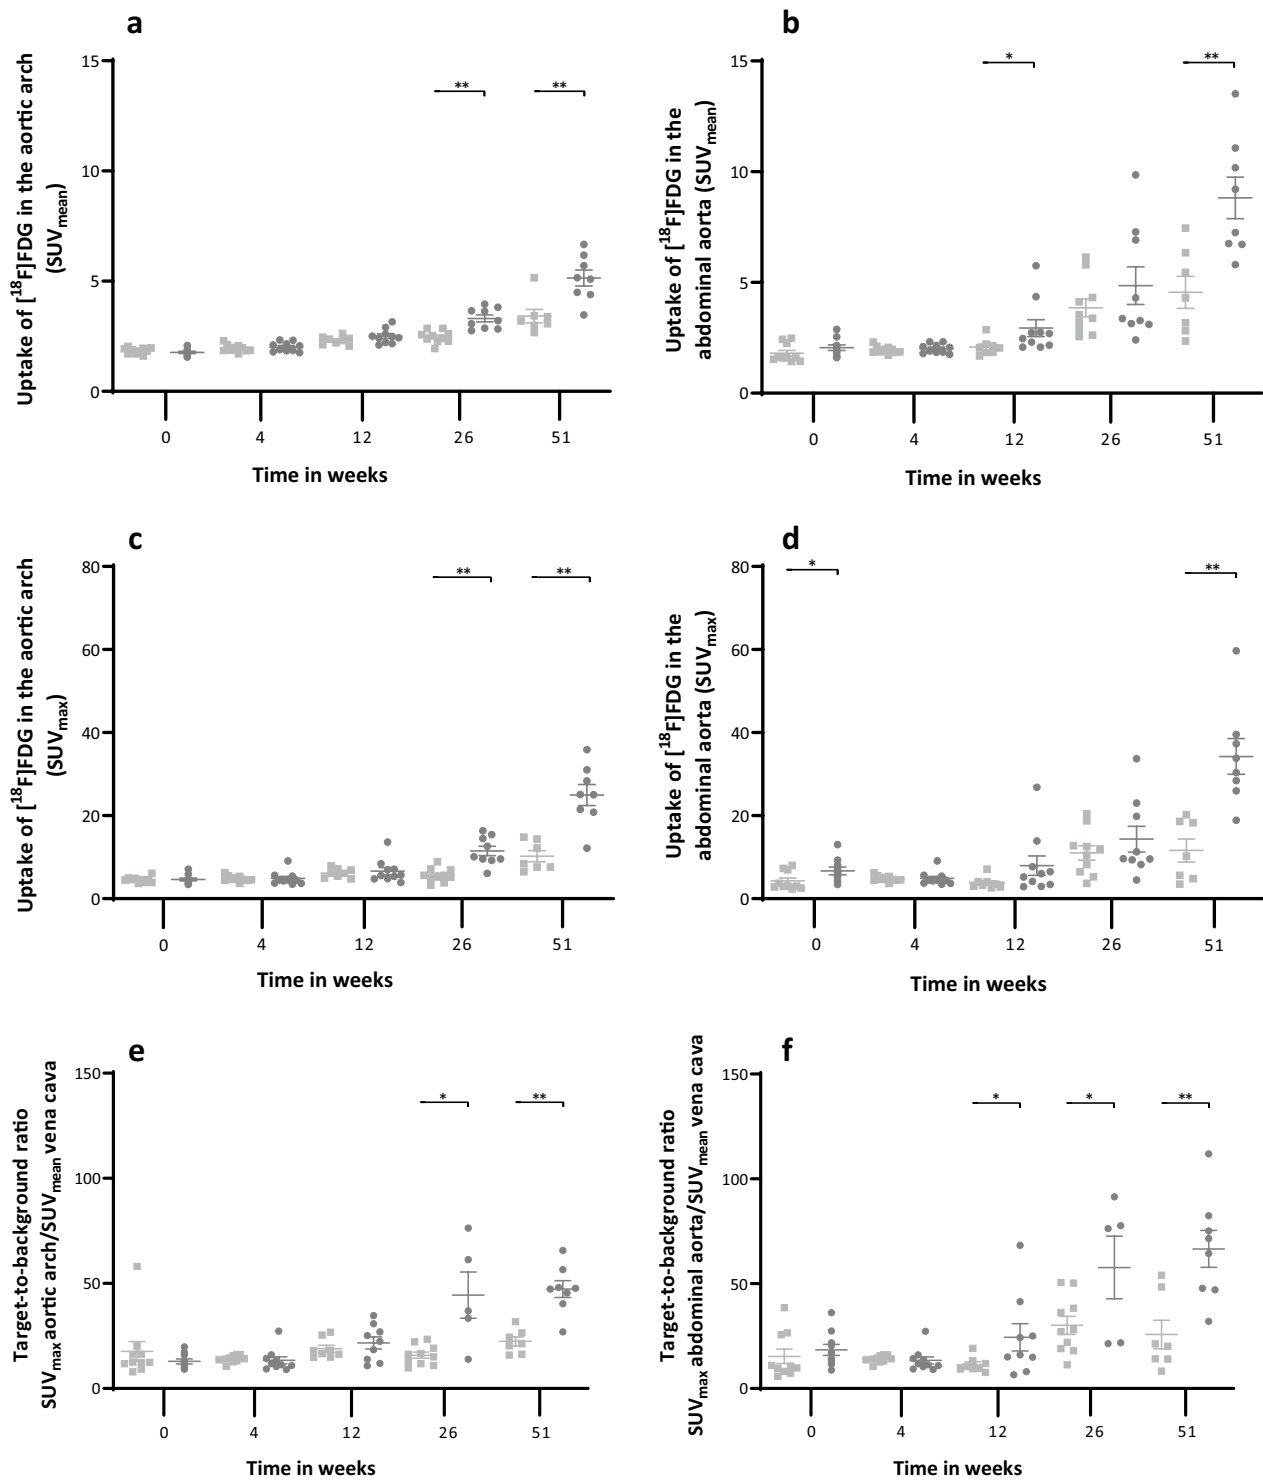 a
Uptake of [18F]FDG in the aortic arch
(SUVmean)
15
10
5
0
** **
0 4 12 26 51
Time in weeks
b
Uptake of [18F]FDG in the
abdominal aorta (SUVmean)
15
10
5
0
* **
0 4 12 26 51
Time in weeks
c
Uptake of [18F]FDG in the aortic arch
(SUVmax)
80
60
40
20
0
** **
0 4 12 26 51
Time in weeks
d
Uptake of [18F]FDG in the
abdominal aorta (SUVmax)
80
60
40
20
0
* **
0 4 12 26 51
Time in weeks
e
Target-to-background ratio
SUVmax aortic arch/SUVmean vena cava
150
100
50
0
* **
0 4 12 26 51
Time in weeks
f
Target-to-background ratio
SUVmax abdominal aorta/SUVmean vena cava
150
100
50
0
* * **
0 4 12 26 51
Time in weeks